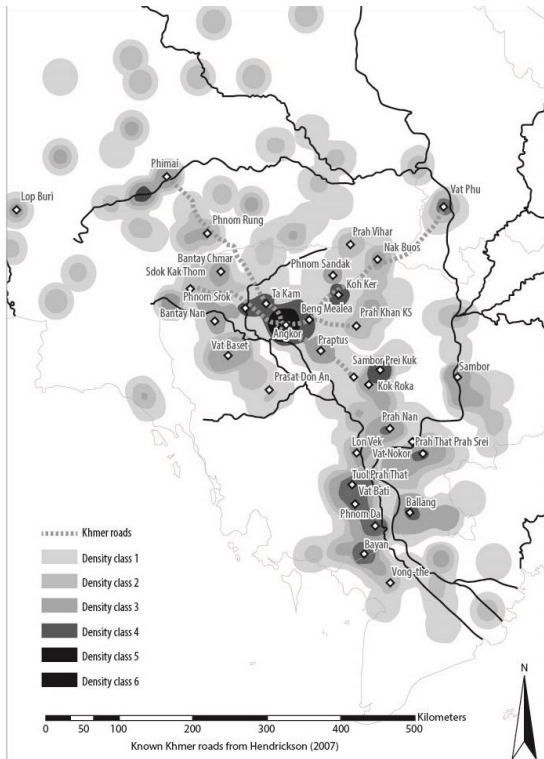 Phimai
Lop Buri
Vat Phu
Phnom Rung
Prah Vihar
Nak Buos
Bantay Chmar
Phnom Sandak
Sdok Kak Thom
Koh Ker
Phnom Srok
Ta Kam
Beng Mealea
Prah Khan KS
Bantay Nan
Angkor
Praptus
Vat Baset
Sambor Prei Kuk
Sambor
Prasat Don An
Kok Roka
Prah Nan
Lon Vek
Prah That Prah Srei
Vat Nokor
Tuol Prah That
Vat Bati
Ballang
Phnom Da
Bayan
Vong-the
Khmer roads
Density class 1
Density class 2
Density class 3
Density class 4
Density class 5
Density class 6
N
Kilometers
0 50 100 200 300 400 500
Known Khmer roads from Hendrickson (2007)